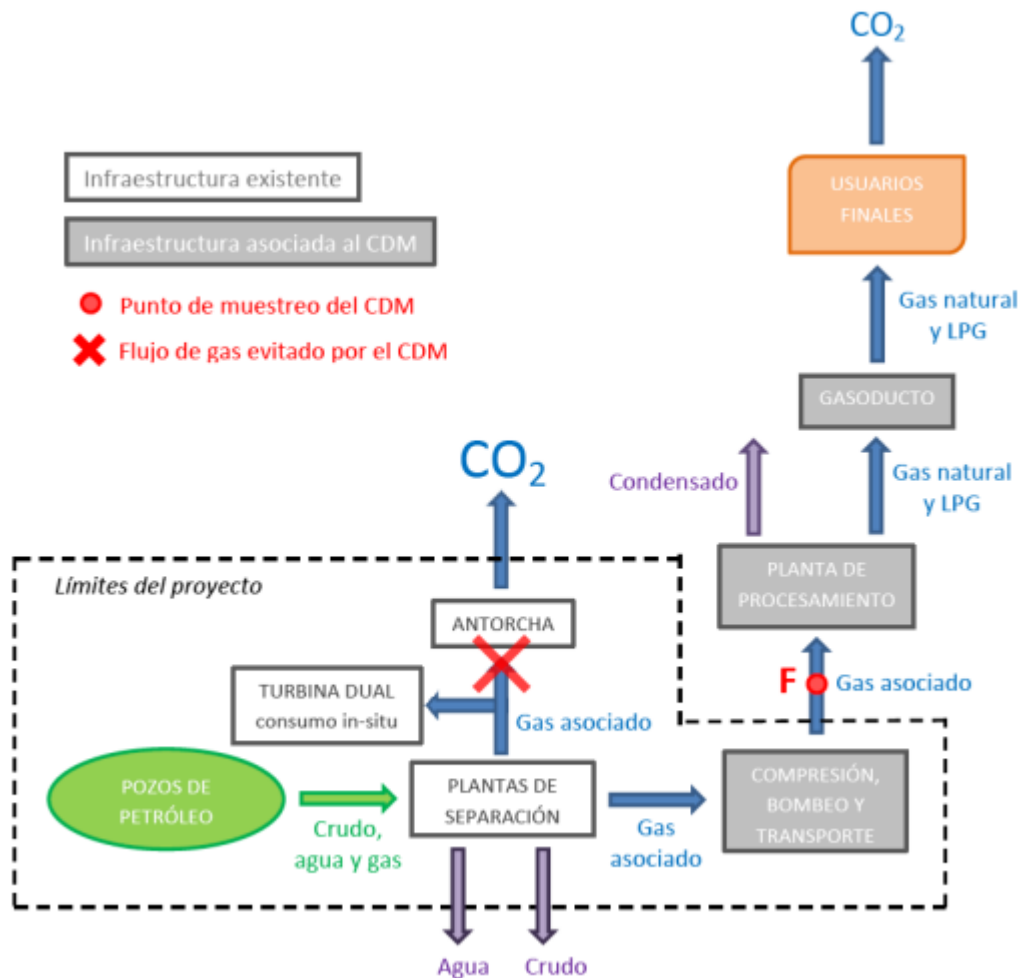 CO2
USUARIOS
FINALES
Infraestructura existente
Infraestructura asociada al CDM
Punto de muestreo del CDM
Flujo de gas evitado por el CDM
Gas natural
y LPG
GASODUCTO
CO2
Condensado
Gas natural
y LPG
Límites del proyecto
PLANTA DE
PROCESAMIENTO
ANTORCHA
F
Gas asociado
TURBINA DUAL
consumo in-situ
Gas asociado
POZOS DE
PETRÓLEO
PLANTAS DE
SEPARACIÓN
COMPRESIÓN,
BOMBEO Y
TRANSPORTE
Crudo,
agua y gas
Gas
asociado
Agua
Crudo